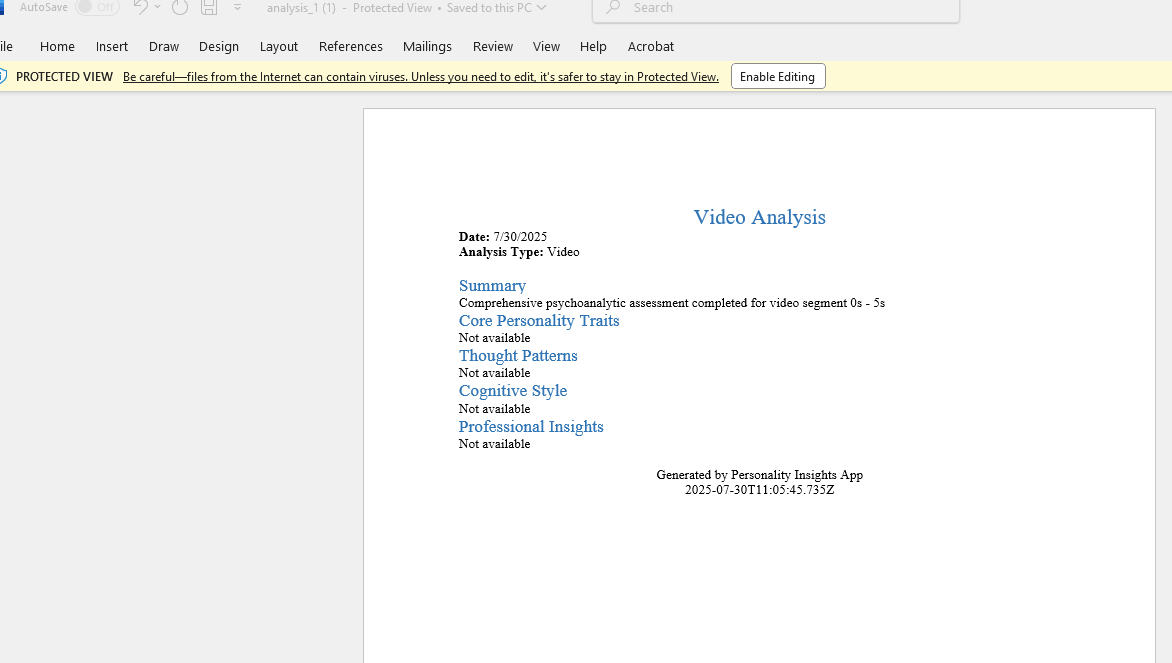 AutoSave Off analysis_1 (1) - Protected View • Saved to this PC Search
Home Insert Draw Design Layout References Mailings Review View Help Acrobat
PROTECTED VIEW Be careful—files from the Internet can contain viruses. Unless you need to edit, it's safer to stay in Protected View. Enable Editing
Video Analysis
Date: 7/30/2025
Analysis Type: Video
Summary
Comprehensive psychoanalytic assessment completed for video segment 0s - 5s
Core Personality Traits
Not available
Thought Patterns
Not available
Cognitive Style
Not available
Professional Insights
Not available
Generated by Personality Insights App
2025-07-30T11:05:45.735Z